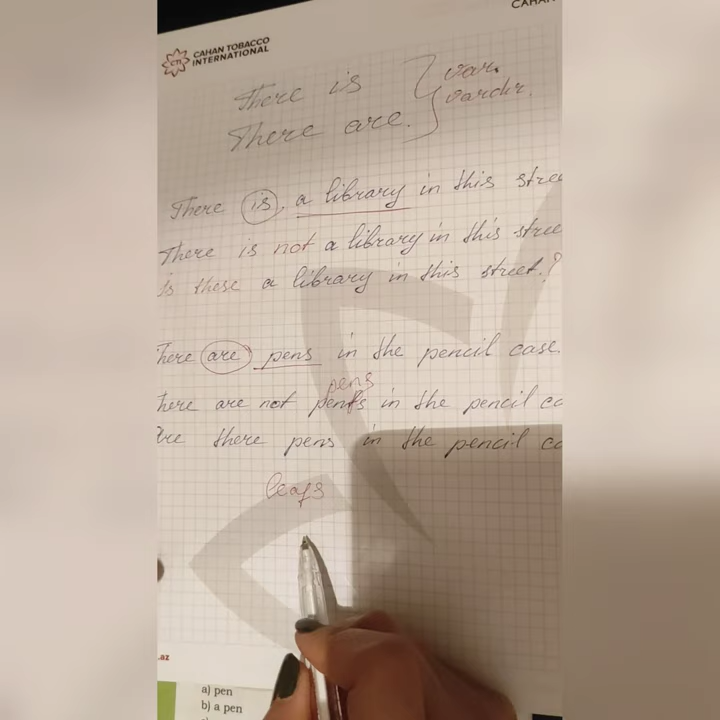 CAHAN
CAHAN TOBACCO
INTERNATIONAL
There is
There are.
var.
vardır.
There is a library in this stree
There is not a library in this stree
Is there a library in this street?
here are pens in the pencil case.
pens
here are not in the pencil ca
re there pens in the pencil ca
leafs
.az
a) pen
b) a pen